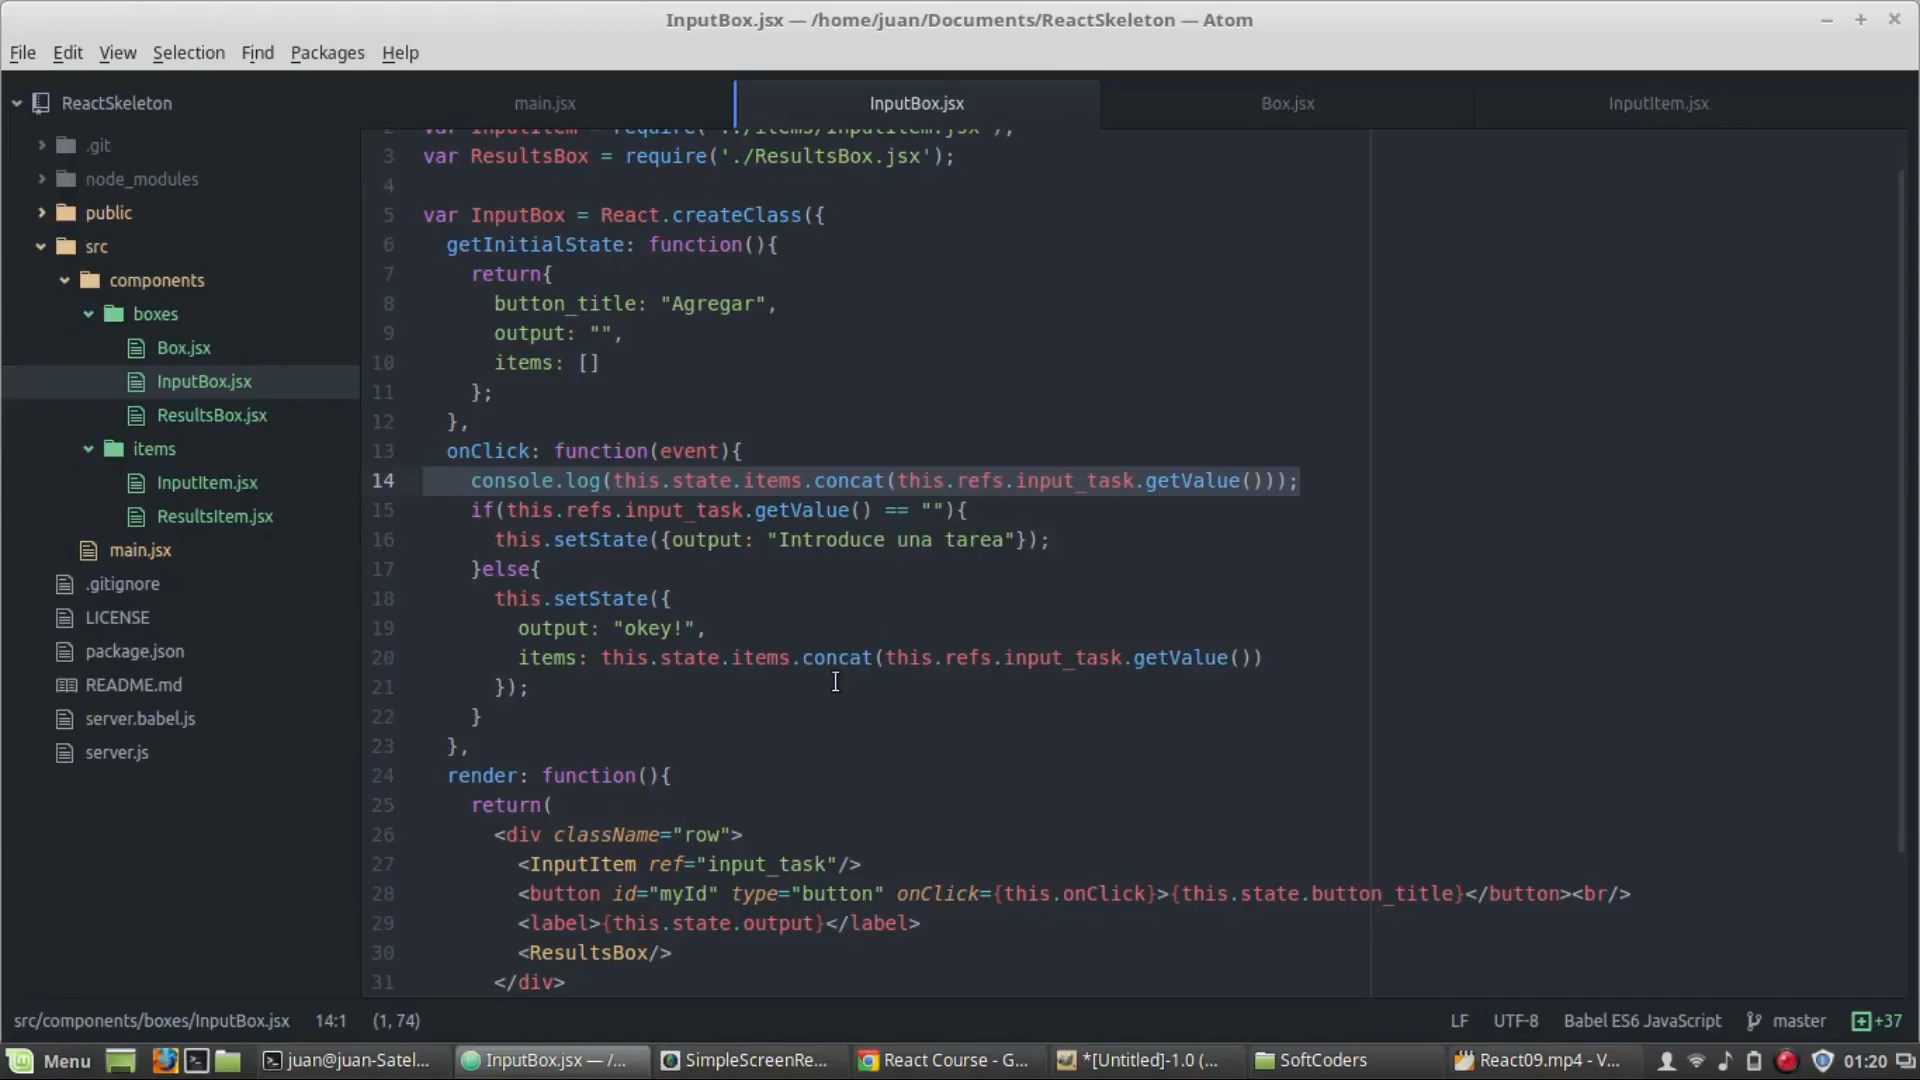 InputBox.jsx — /home/juan/Documents/ReactSkeleton — Atom
File Edit View Selection Find Packages Help
ReactSkeleton
main.jsx
InputBox.jsx
Box.jsx
InputItem.jsx
.git
node_modules
public
src
components
boxes
Box.jsx
InputBox.jsx
ResultsBox.jsx
items
InputItem.jsx
ResultsItem.jsx
main.jsx
.gitignore
LICENSE
package.json
README.md
server.babel.js
server.js
2 var InputItem = require('../items/InputItem.jsx');
3 var ResultsBox = require('./ResultsBox.jsx');
4
5 var InputBox = React.createClass({
6 getInitialState: function(){
7 return{
8 button_title: "Agregar",
9 output: "",
10 items: []
11 };
12 },
13 onClick: function(event){
14 console.log(this.state.items.concat(this.refs.input_task.getValue()));
15 if(this.refs.input_task.getValue() == ""){
16 this.setState({output: "Introduce una tarea"});
17 }else{
18 this.setState({
19 output: "okey!",
20 items: this.state.items.concat(this.refs.input_task.getValue())
21 });
22 }
23 },
24 render: function(){
25 return(
26 <div className="row">
27 <InputItem ref="input_task"/>
28 <button id="myId" type="button" onClick={this.onClick}>{this.state.button_title}</button><br/>
29 <label>{this.state.output}</label>
30 <ResultsBox/>
31 </div>
src/components/boxes/InputBox.jsx 14:1 (1, 74) LF UTF-8 Babel ES6 JavaScript master +37
Menu juan@juan-Satel... InputBox.jsx — /... SimpleScreenRe... React Course - G... *[Untitled]-1.0 (... SoftCoders React09.mp4 - V... 01:20